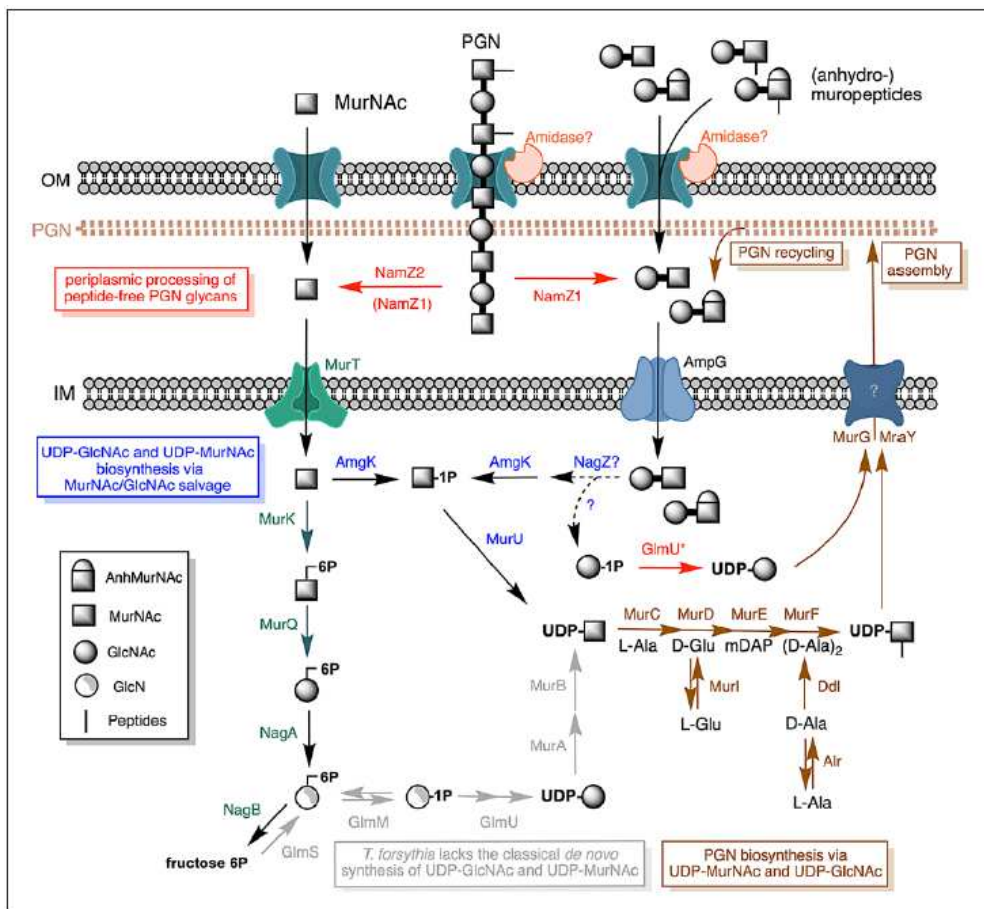 PGN
MurNAc
(anhydro-)
muropeptides
Amidase?
Amidase?
OM
PGN
PGN recycling
PGN
assembly
periplasmic processing of
peptide-free PGN glycans
NamZ2
(NamZ1)
NamZ1
MurT
AmpG
IM
?
MurG
MraY
UDP-GlcNAc and UDP-MurNAc
biosynthesis via
MurNAc/GlcNAc salvage
AmgK
-1P
AmgK
NagZ?
?
MurK
MurU
-1P
GlmU*
UDP-
6P
AnhMurNAc
MurNAc
GlcNAc
GlcN
Peptides
MurQ
UDP-
MurC
MurD
MurE
MurF
UDP-
L-Ala
D-Glu
mDAP
(D-Ala)2
6P
MurB
MurI
Ddl
L-Glu
D-Ala
NagA
MurA
Alr
6P
-1P
UDP-
L-Ala
NagB
GlmM
GlmU
GlmS
fructose 6P
T. forsythia lacks the classical de novo
synthesis of UDP-GlcNAc and UDP-MurNAc
PGN biosynthesis via
UDP-MurNAc and UDP-GlcNAc